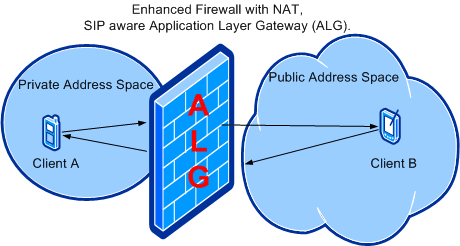 Enhanced Firewall with NAT,
SIP aware Application Layer Gateway (ALG).
Private Address Space
Public Address Space
A
L
G
Client A
Client B